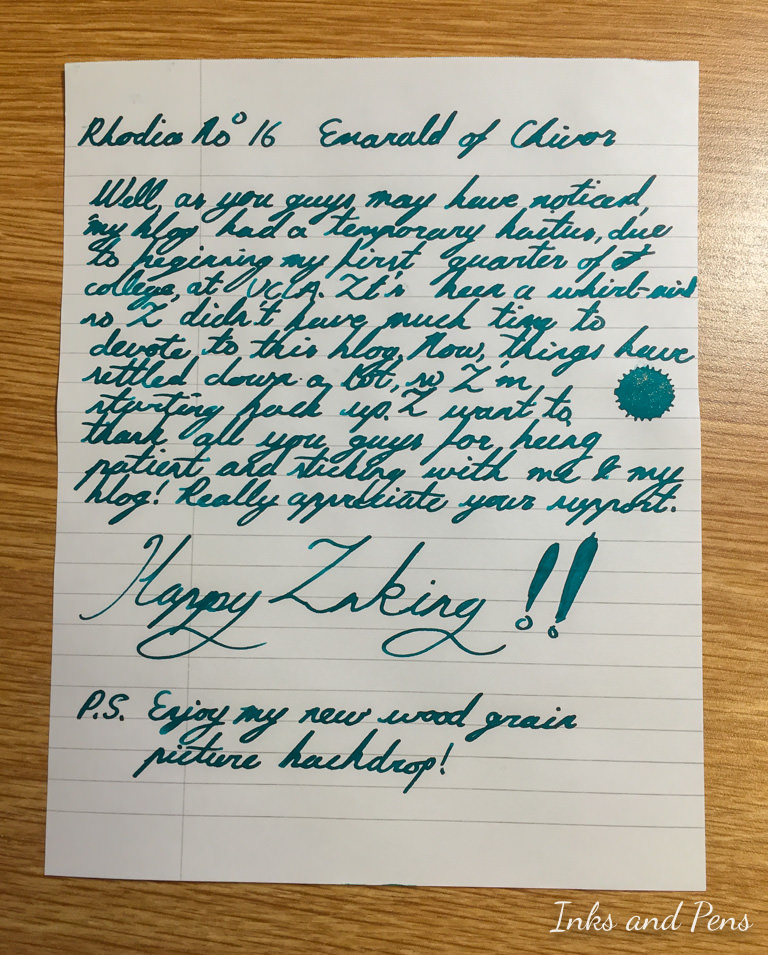 Rhodia No 16 Emarald of Chivor
Well, as you guys may have noticed,
my blog had a temporary haitus, due
to beginning my first quarter of
college, at UCLA. It's been a whirl-wind
so I didn't have much time to
devote to this blog. Now, things have
settled down a lot, so I'm
starting back up. I want to
thank all you guys for being
patient and sticking with me & my
blog! Really appreciate your support.
Happy Inking!!
P.S. Enjoy my new wood grain
picture backdrop!
Inks and Pens